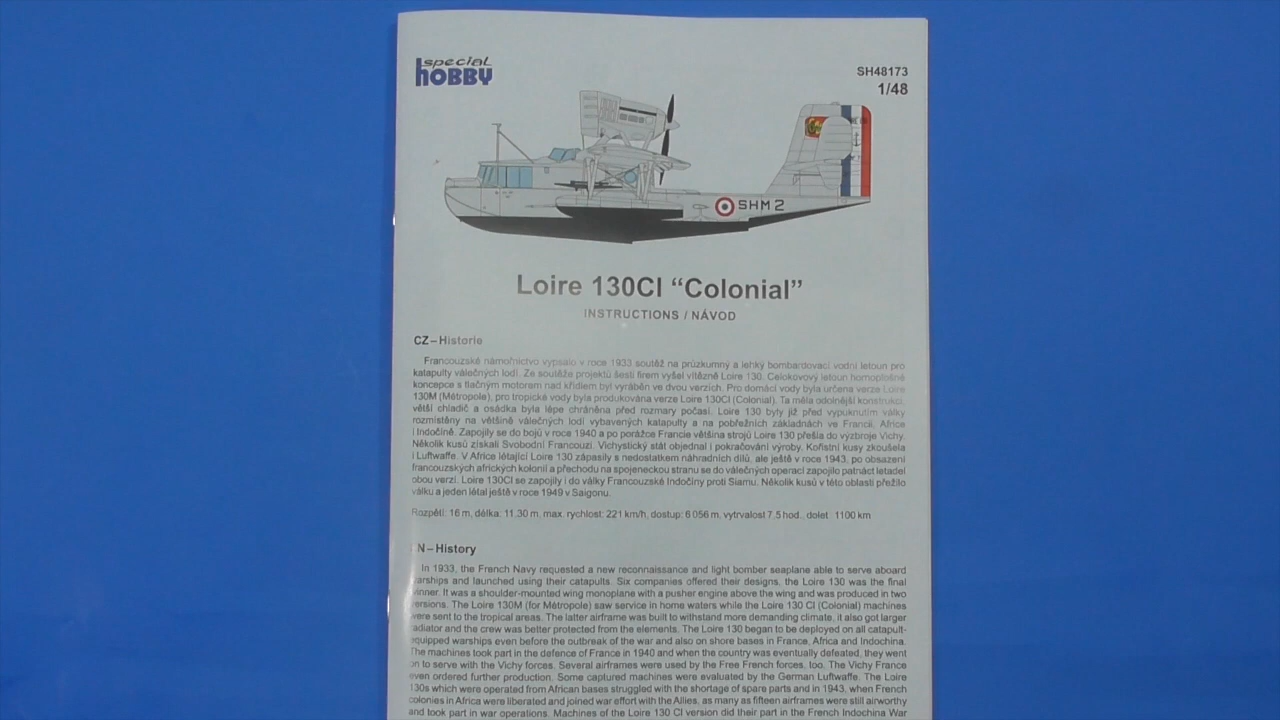 special
HOBBY
SH48173
1/48
SHM 2
Loire 130Cl “Colonial”
INSTRUCTIONS / NÁVOD
CZ – Historie
Francouzské námořnictvo vypsalo v roce 1933 soutěž na průzkumný a lehký bombardovací vodní letoun pro
katapulty válečných lodí. Ze soutěže projektů šesti firem vyšel vítězně Loire 130. Celokovový letoun hornoplošné
koncepce s tlačným motorem nad křídlem byl vyráběn ve dvou verzích. Pro domácí vody byla určena verze Loire
130M (Métropole), pro tropické vody byla produkována verze Loire 130Cl (Colonial). Ta měla odolnější konstrukci,
větší chladič a osádka byla lépe chráněna před rozmary počasí. Loire 130 byly již před vypuknutím války
rozmístěny na většině válečných lodí vybavených katapulty a na pobřežních základnách ve Francii, Africe
i Indočíně. Zapojily se do bojů v roce 1940 a po porážce Francie většina strojů Loire 130 přešla do výzbroje Vichy.
Několik kusů získali Svobodní Francouzi. Vichystický stát objednal i pokračování výroby. Kořistní kusy zkoušela
i Luftwaffe. V Africe létající Loire 130 zápasily s nedostatkem náhradních dílů, ale ještě v roce 1943, po obsazení
francouzských afrických kolonií a přechodu na spojeneckou stranu se do válečných operací zapojilo patnáct letadel
obou verzí. Loire 130Cl se zapojily i do války Francouzské Indočíny proti Siamu. Několik kusů v této oblasti přežilo
válku a jeden létal ještě v roce 1949 v Saigonu.
Rozpětí: 16 m, délka: 11,30 m, max. rychlost: 221 km/h, dostup: 6 056 m, vytrvalost 7,5 hod., dolet 1100 km
N – History
In 1933, the French Navy requested a new reconnaissance and light bomber seaplane able to serve aboard
warships and launched using their catapults. Six companies offered their designs, the Loire 130 was the final
winner. It was a shoulder-mounted wing monoplane with a pusher engine above the wing and was produced in two
versions. The Loire 130M (for Métropole) saw service in home waters while the Loire 130 Cl (Colonial) machines
were sent to the tropical areas. The latter airframe was built to withstand more demanding climate, it also got larger
radiator and the crew was better protected from the elements. The Loire 130 began to be deployed on all catapult-
equipped warships even before the outbreak of the war and also on shore bases in France, Africa and Indochina.
The machines took part in the defence of France in 1940 and when the country was eventually defeated, they went
on to serve with the Vichy forces. Several airframes were used by the Free French forces, too. The Vichy France
even ordered further production. Some captured machines were evaluated by the German Luftwaffe. The Loire
130s which were operated from African bases struggled with the shortage of spare parts and in 1943, when French
colonies in Africa were liberated and joined war effort with the Allies, as many as fifteen airframes were still airworthy
and took part in war operations. Machines of the Loire 130 Cl version did their part in the French Indochina War